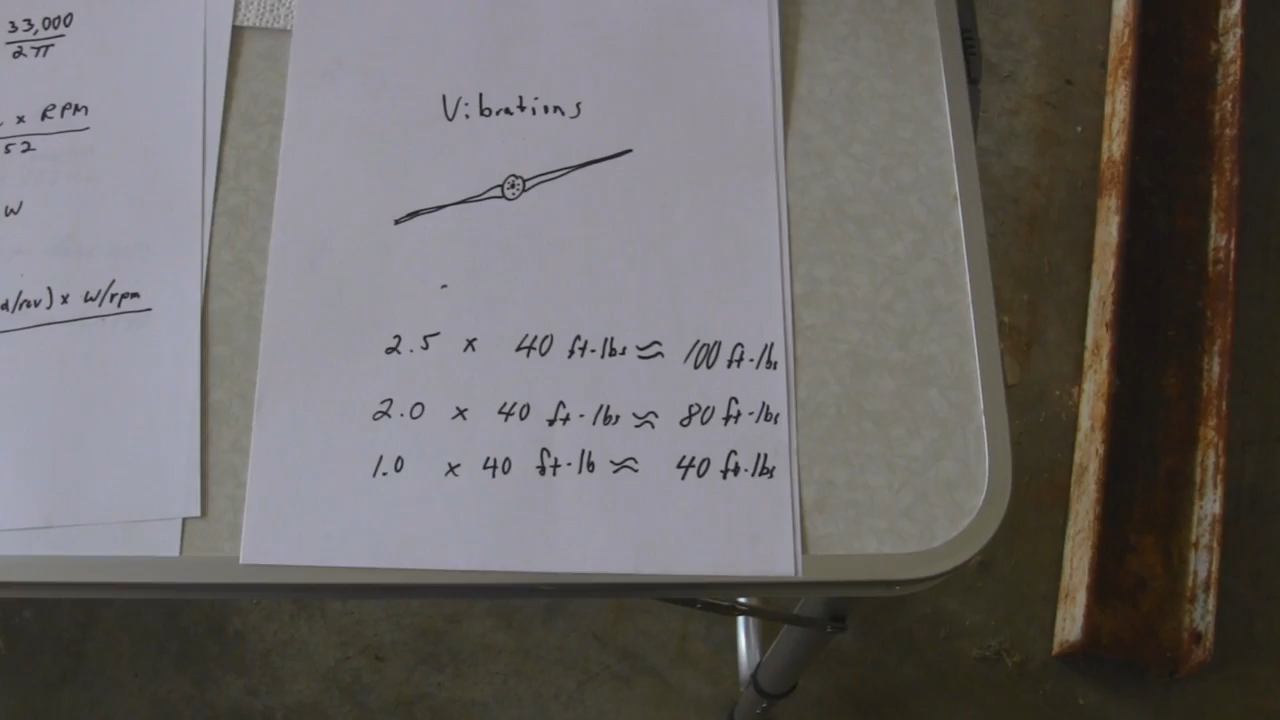 33,000
2π
x RPM
52
W
/rev) x W/rpm
Vibrations
2.5 x 40 ft-lbs ≈ 100 ft-lbs
2.0 x 40 ft-lbs ≈ 80 ft-lbs
1.0 x 40 ft-lb ≈ 40 ft-lbs